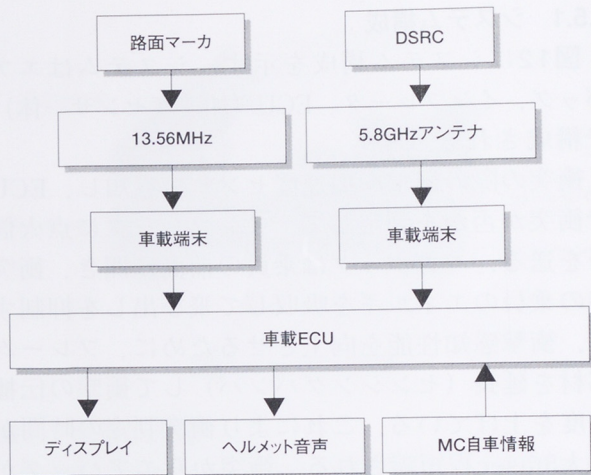 路面マーカ
DSRC
13.56MHz
5.8GHzアンテナ
車載端末
車載端末
車載ECU
ディスプレイ
ヘルメット音声
MC自車情報